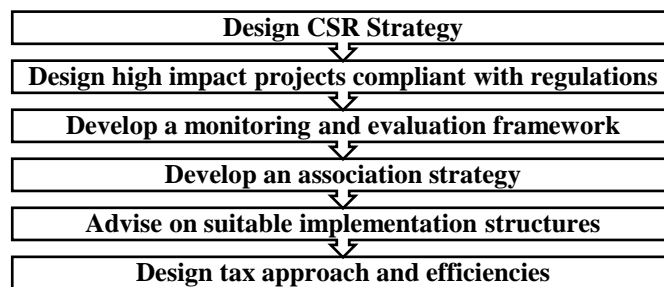 Design CSR Strategy
Design high impact projects compliant with regulations
Develop a monitoring and evaluation framework
Develop an association strategy
Advise on suitable implementation structures
Design tax approach and efficiencies